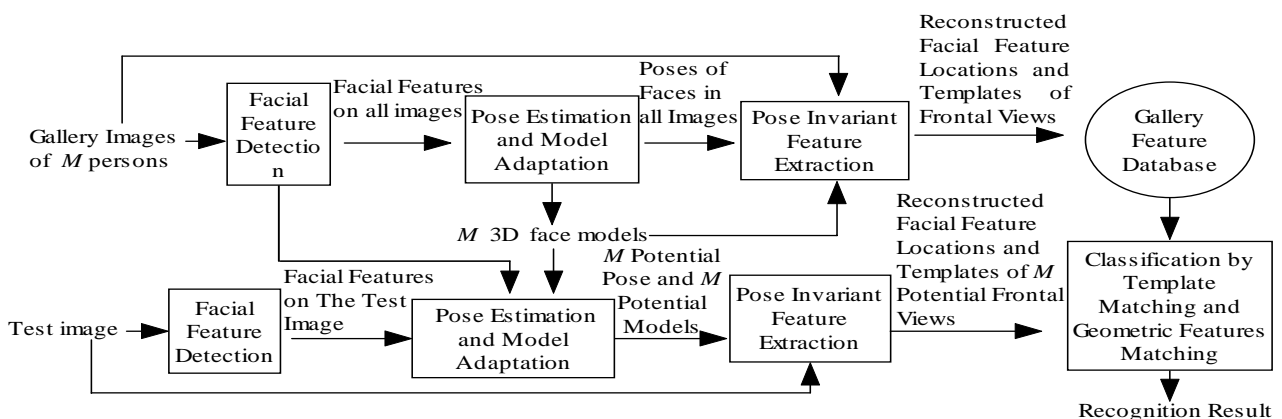 Gallery Images
of M persons
Facial
Feature
Detectio
n
Facial Features
on all images
Pose Estimation
and Model
Adaptation
Poses of
Faces in
all Images
Pose Invariant
Feature
Extraction
Reconstructed
Facial Feature
Locations and
Templates of
Frontal Views
Gallery
Feature
Database
M 3D face models
Test image
Facial
Feature
Detection
Facial Features
on The Test
Image
Pose Estimation
and Model
Adaptation
M Potential
Pose and M
Potential
Models
Pose Invariant
Feature
Extraction
Reconstructed
Facial Feature
Locations and
Templates of M
Potential Frontal
Views
Classification by
Template
Matching and
Geometric Features
Matching
Recognition Result